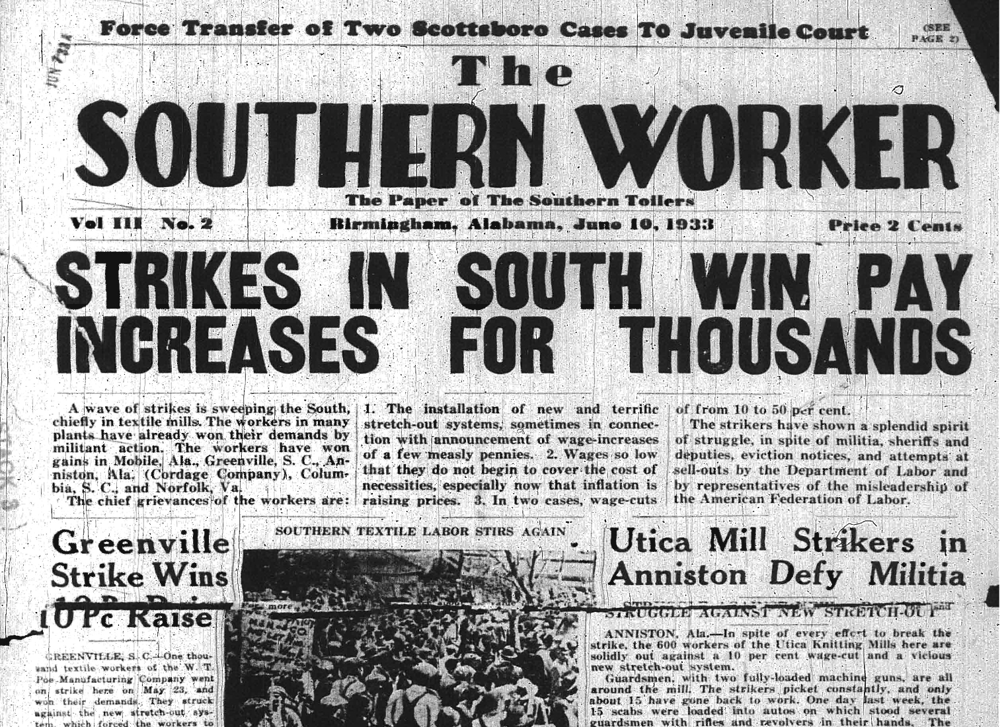 Force Transfer of Two Scottsboro Cases TO Juvenile Court
(SEE
PAGE 2)
The
SOUTHERN WORKER
The Paper of The Southern Toilers
Vol III No. 2
Birmingham, Alabama, June 10, 1933
Price 2 Cents
STRIKES IN SOUTH WIN PAY
INCREASES FOR THOUSANDS
A wave of strikes is sweeping the South,
chiefly in textile mills. The workers in many
plants have already won their demands by
militant action. The workers have won
gains in Mobile, Ala., Greenville, S. C., An-
niston, Ala. (Cordage Company), Colum-
bia, S. C., and Norfolk, Va.
The chief grievances of the workers are:
1. The installation of new and terrific
stretch-out systems, sometimes in connec-
tion with announcement of wage-increases
of a few measly pennies. 2. Wages so low
that they do not begin to cover the cost of
necessities, especially now that inflation is
raising prices. 3. In two cases, wage-cuts
of from 10 to 50 per cent.
The strikers have shown a splendid spirit
of struggle, in spite of militia, sheriffs and
deputies, eviction notices, and attempts at
sell-outs by the Department of Labor and
by representatives of the misleadership of
the American Federation of Labor.
Greenville
Strike Wins
10 Pc Raise
GREENVILLE, S. C.—One thou-
sand textile workers of the W. T.
Poe Manufacturing Company went
on strike here on May 23, and
won their demands. They struck
against the new stretch-out sys-
tem, which forced the workers to
SOUTHERN TEXTILE LABOR STIRS AGAIN
more
Utica Mill Strikers in
Anniston Defy Militia
STRUGGLE AGAINST NEW STRETCH-OUT
ANNISTON, Ala.—In spite of every effort to break the
strike, the 600 workers of the Utica Knitting Mills here are
solidly out against a 10 per cent wage-cut and a vicious
new stretch-out system.
Guardsmen, with two fully-loaded machine guns, are all
around the mill. The strikers picket constantly, and only
about 15 have gone back to work. One day last week, the
15 scabs were loaded into autos on which stood several
guardsmen with rifles and revolvers in their hands. The